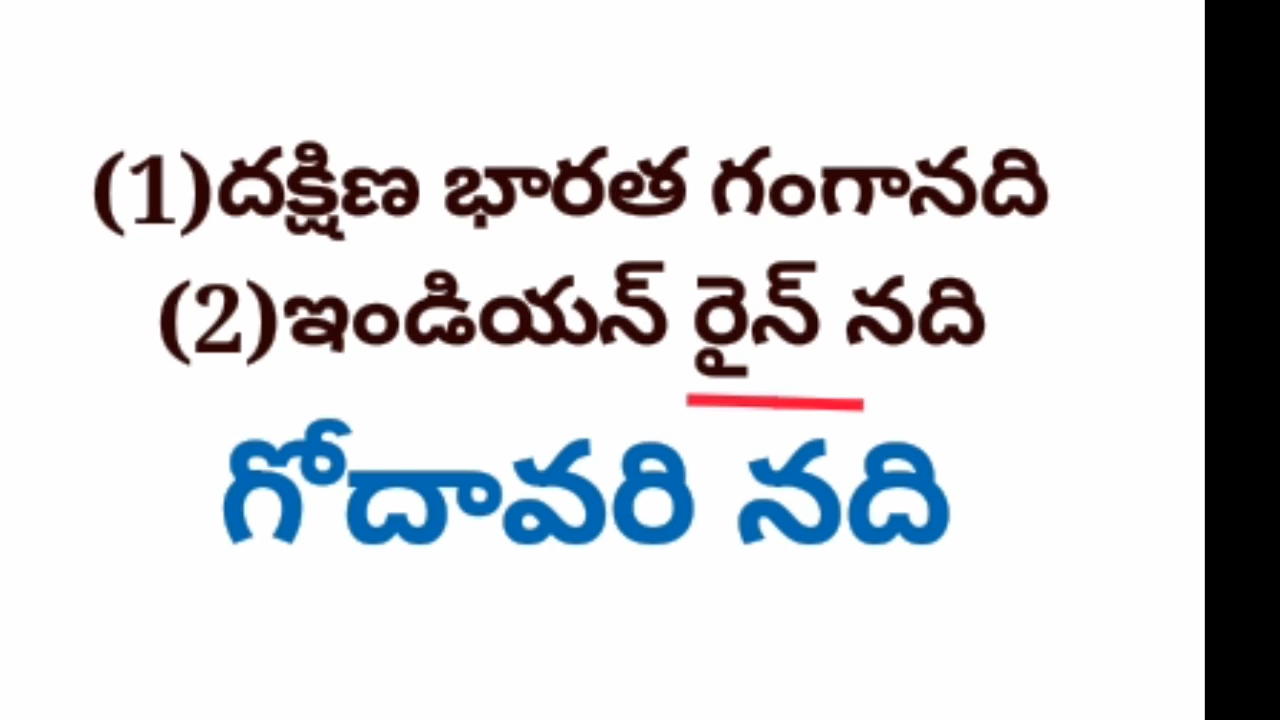 (1)దక్షిణ భారత గంగానది
(2)ఇండియన్ రైన్ నది
గోదావరి నది